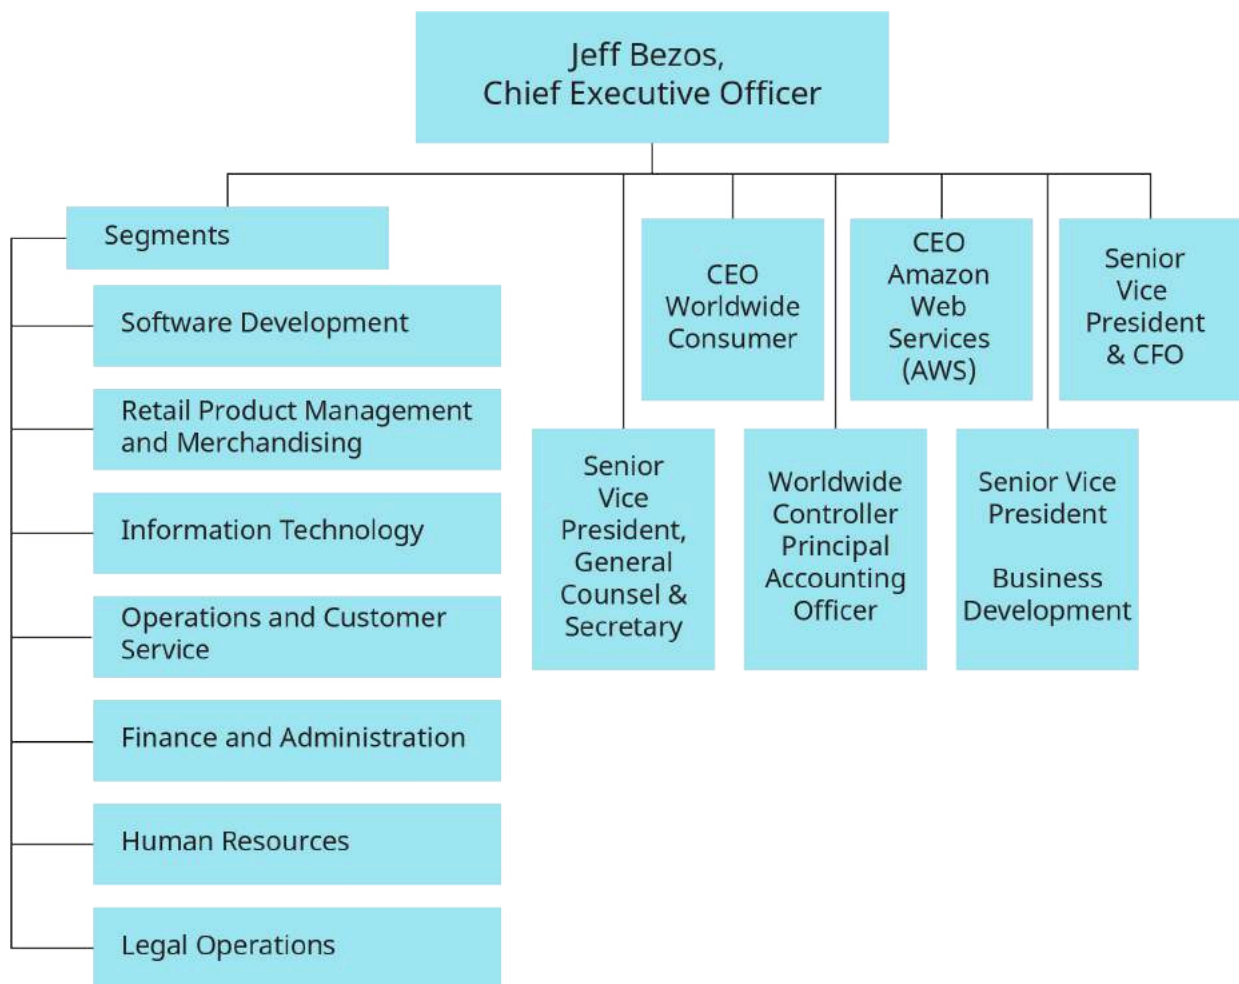 Jeff Bezos,
Chief Executive Officer
Segments
Software Development
Retail Product Management
and Merchandising
Information Technology
Operations and Customer
Service
Finance and Administration
Human Resources
Legal Operations
Senior
Vice
President,
General
Counsel &
Secretary
CEO
Worldwide
Consumer
Worldwide
Controller
Principal
Accounting
Officer
CEO
Amazon
Web
Services
(AWS)
Senior Vice
President
Business
Development
Senior
Vice
President
& CFO